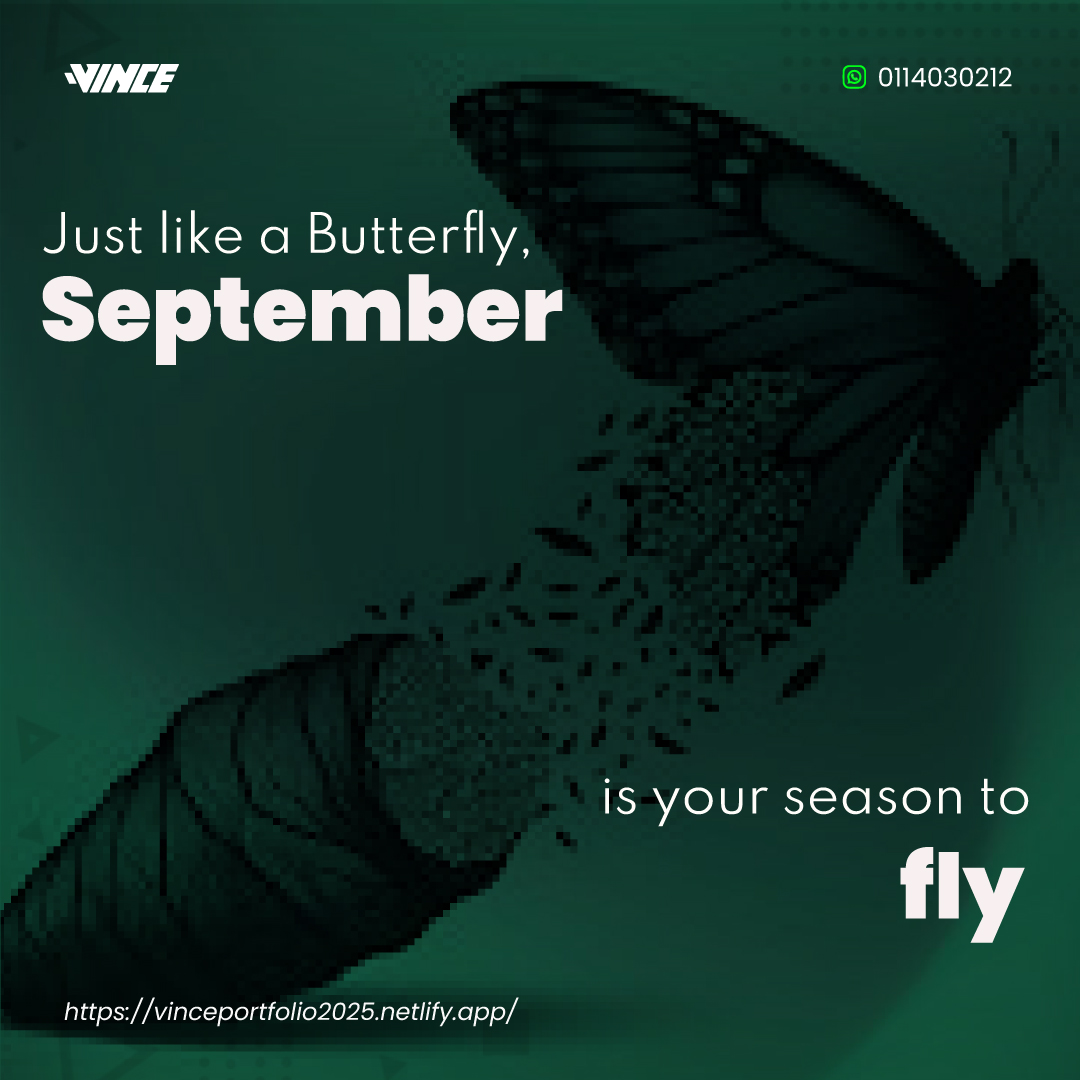 VINCE
0114030212
Just like a Butterfly,
September
is your season to
fly
https://vinceportfolio2025.netlify.app/